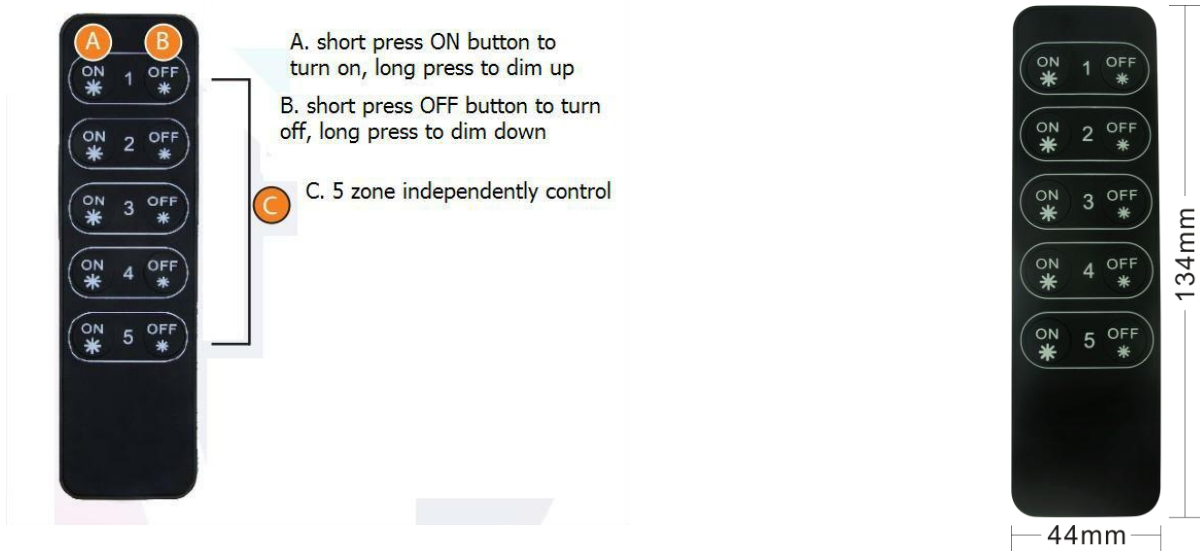 A
B
ON 1 OFF
ON 2 OFF
ON 3 OFF
ON 4 OFF
ON 5 OFF
A. short press ON button to
turn on, long press to dim up
B. short press OFF button to turn
off, long press to dim down
C
C. 5 zone independently control
ON 1 OFF
ON 2 OFF
ON 3 OFF
ON 4 OFF
ON 5 OFF
134mm
44mm